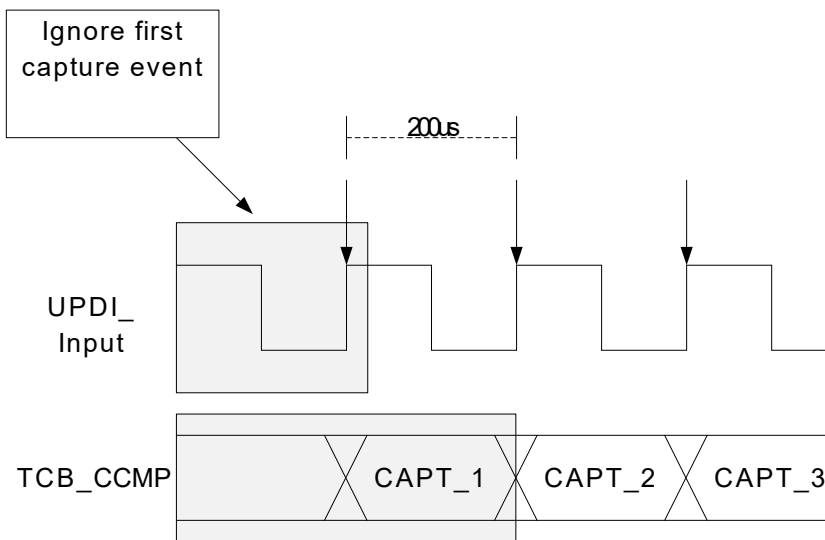 Ignore first
capture event
200us
UPDI_
Input
TCB_CCMP
CAPT_1
CAPT_2
CAPT_3